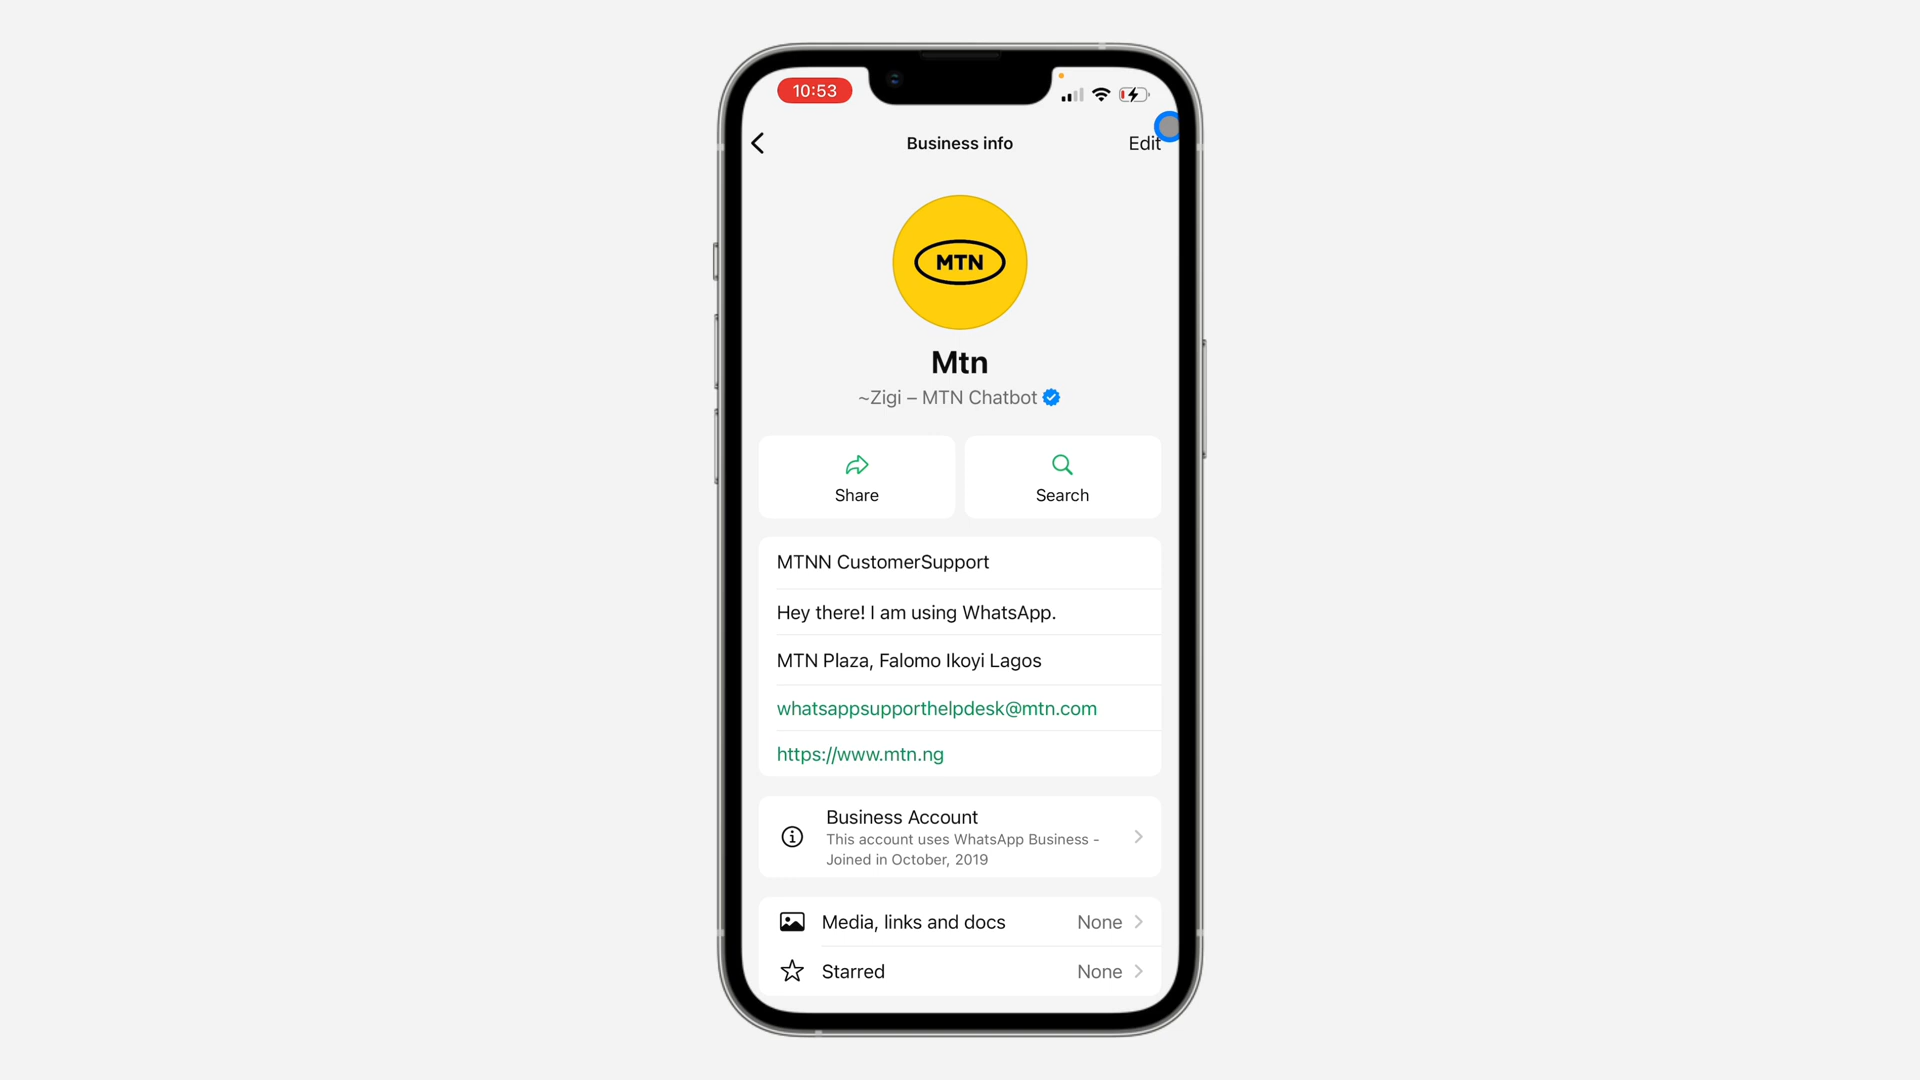 10:53
Business info
Edit
MTN
Mtn
~Zigi – MTN Chatbot
Share
Search
MTNN CustomerSupport
Hey there! I am using WhatsApp.
MTN Plaza, Falomo Ikoyi Lagos
whatsappsupporthelpdesk@mtn.com
https://www.mtn.ng
Business Account
This account uses WhatsApp Business -
Joined in October, 2019
Media, links and docs None
Starred None